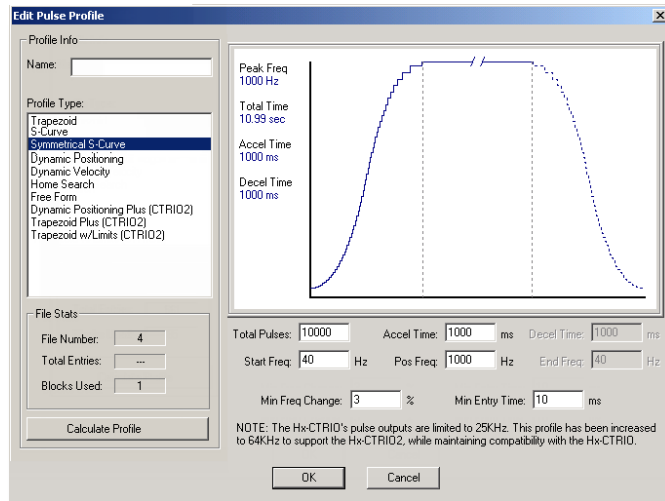 Edit Pulse Profile
Profile Info
Name:
Profile Type:
Trapezoid
S-Curve
Symmetrical S-Curve
Dynamic Positioning
Dynamic Velocity
Home Search
Free Form
Dynamic Positioning Plus (CTRIO2)
Trapezoid Plus (CTRIO2)
Trapezoid w/Limits (CTRIO2)
File Stats
File Number: 4
Total Entries: ---
Blocks Used: 1
Calculate Profile
Peak Freq
1000 Hz
Total Time
10.99 sec
Accel Time
1000 ms
Decel Time
1000 ms
Total Pulses: 10000 Accel Time: 1000 ms Decel Time: 1000 ms
Start Freq: 40 Hz Pos Freq: 1000 Hz End Freq: 40 Hz
Min Freq Change: 3 % Min Entry Time: 10 ms
NOTE: The Hx-CTRIO's pulse outputs are limited to 25KHz. This profile has been increased
to 64KHz to support the Hx-CTRIO2, while maintaining compatibility with the Hx-CTRIO.
OK Cancel